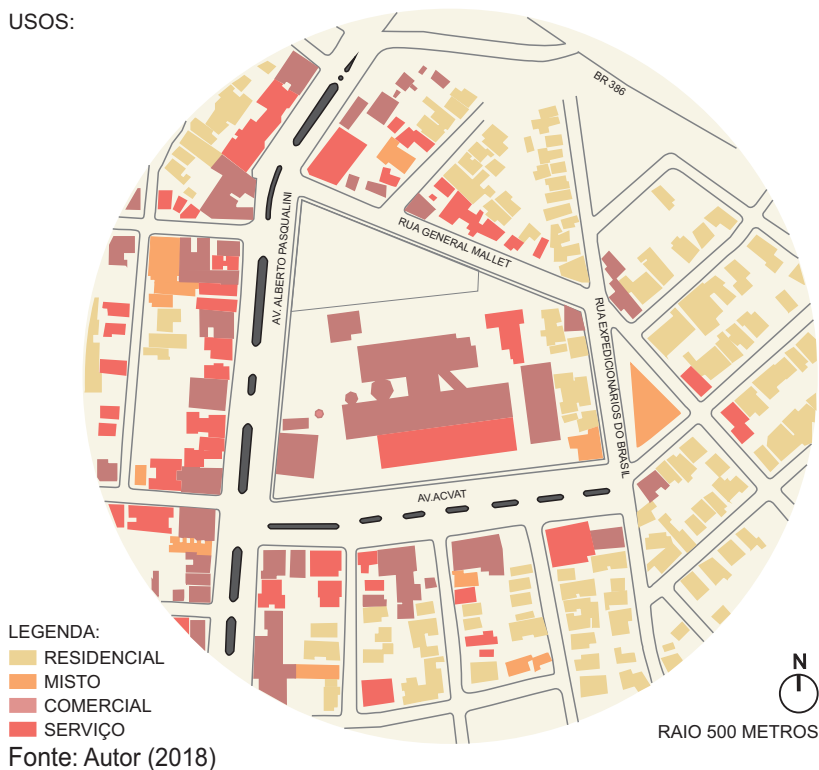 USOS:
BR 386
AV. ALBERTO PASQUALINI
RUA GENERAL MALLET
RUA EXPEDICIONÁRIOS DO BRASIL
AV.ACVAT
LEGENDA:
RESIDENCIAL
MISTO
COMERCIAL
SERVIÇO
N
RAIO 500 METROS
Fonte: Autor (2018)